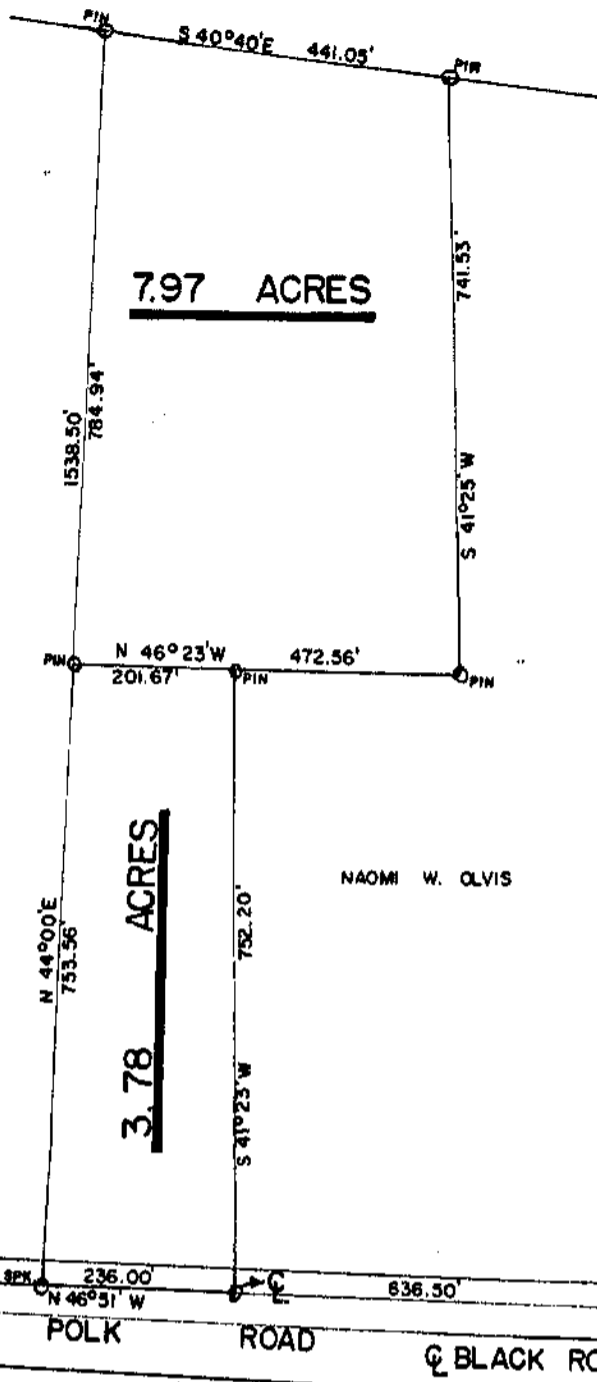 PIN
S 40°40'E 441.05'
PIN
7.97 ACRES
741.53'
1538.50'
784.94'
S 41°25'W
PIN
N 46°23'W 472.56'
201.67'
PIN
PIN
NAOMI W. OLVIS
3.78 ACRES
752.20'
N 44°00'E
753.56'
S 41°23'W
SPK
236.00'
℄
636.50'
N 46°51' W
POLK ROAD
℄ BLACK RO